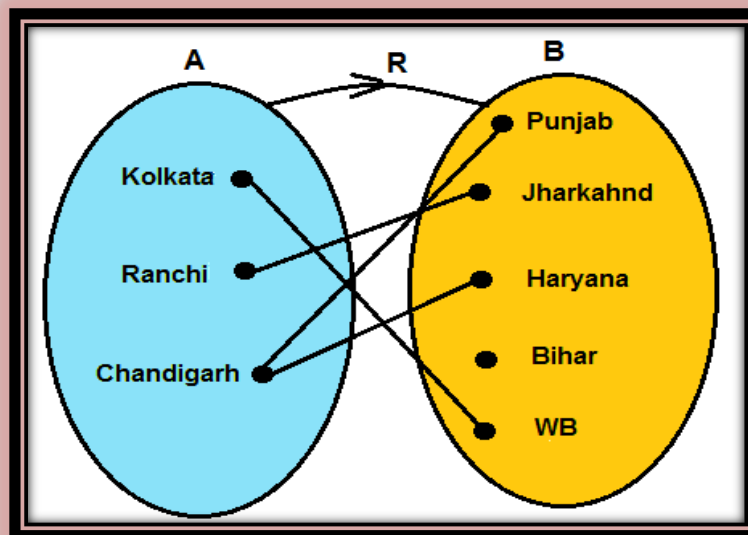 A
R
B
Kolkata
Ranchi
Chandigarh
Punjab
Jharkahnd
Haryana
Bihar
WB